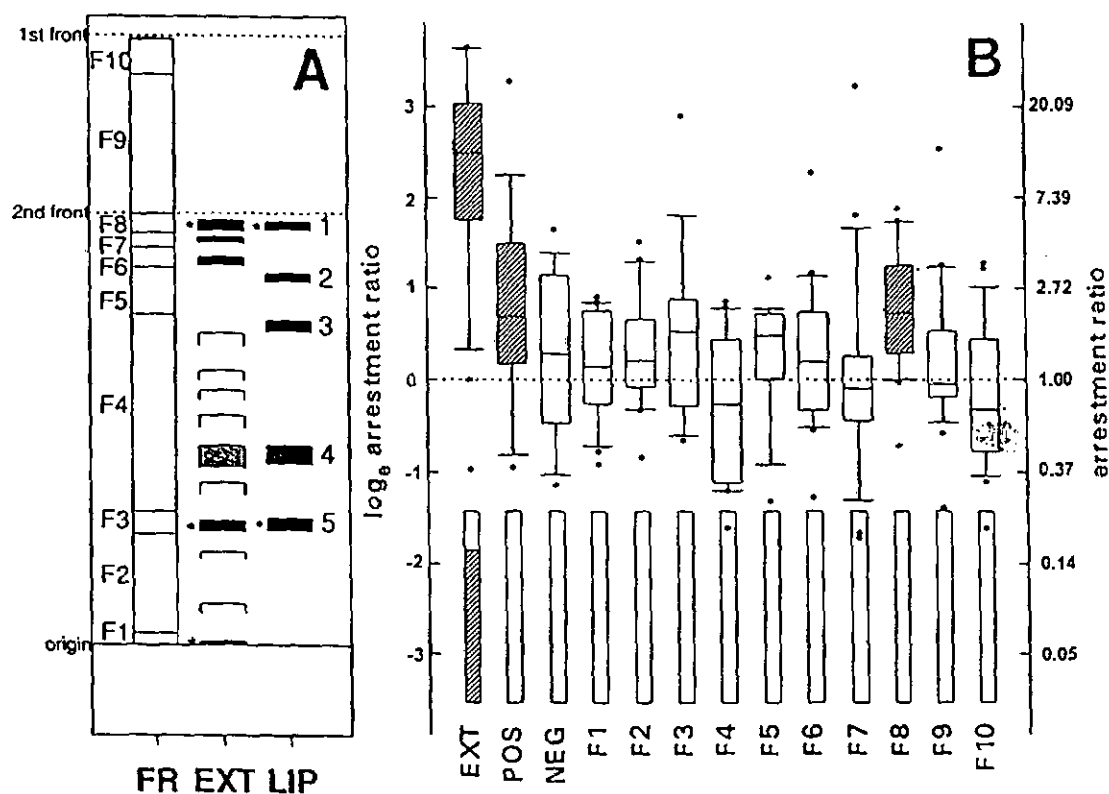 1st front
F10
A
F9
2nd front
F8
F7
F6
F5
F4
F3
F2
F1
origin
1
2
3
4
5
FR EXT LIP
B
log e arrestment ratio
3
2
1
0
-1
-2
-3
arrestment ratio
20.09
7.39
2.72
1.00
0.37
0.14
0.05
EXT
POS
NEG
F1
F2
F3
F4
F5
F6
F7
F8
F9
F10